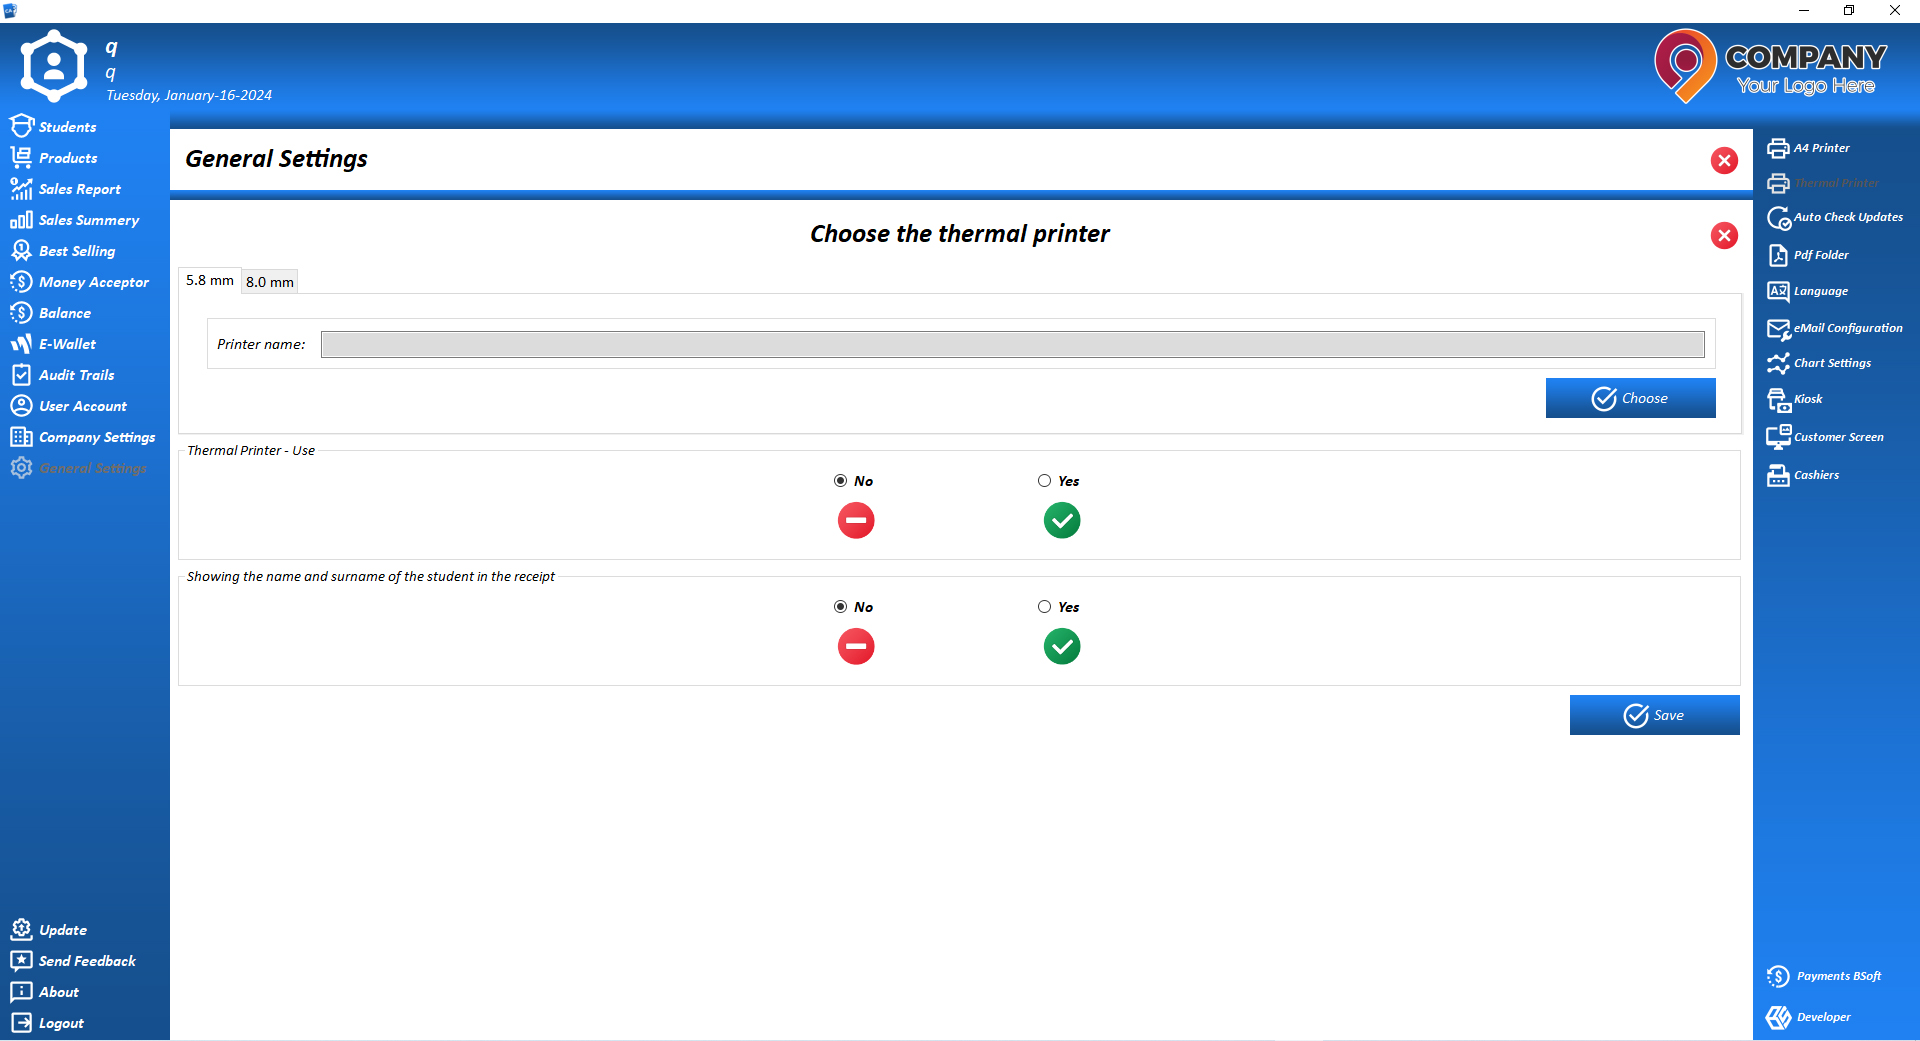 q
q
Tuesday, January-16-2024
COMPANY
Your Logo Here
Students
Products
Sales Report
Sales Summery
Best Selling
Money Acceptor
Balance
E-Wallet
Audit Trails
User Account
Company Settings
General Settings
Update
Send Feedback
About
Logout
General Settings
Choose the thermal printer
5.8 mm
8.0 mm
Printer name:
Choose
Thermal Printer - Use
No
Yes
Showing the name and surname of the student in the receipt
No
Yes
Save
A4 Printer
Thermal Printer
Auto Check Updates
Pdf Folder
Language
eMail Configuration
Chart Settings
Kiosk
Customer Screen
Cashiers
Payments BSoft
Developer